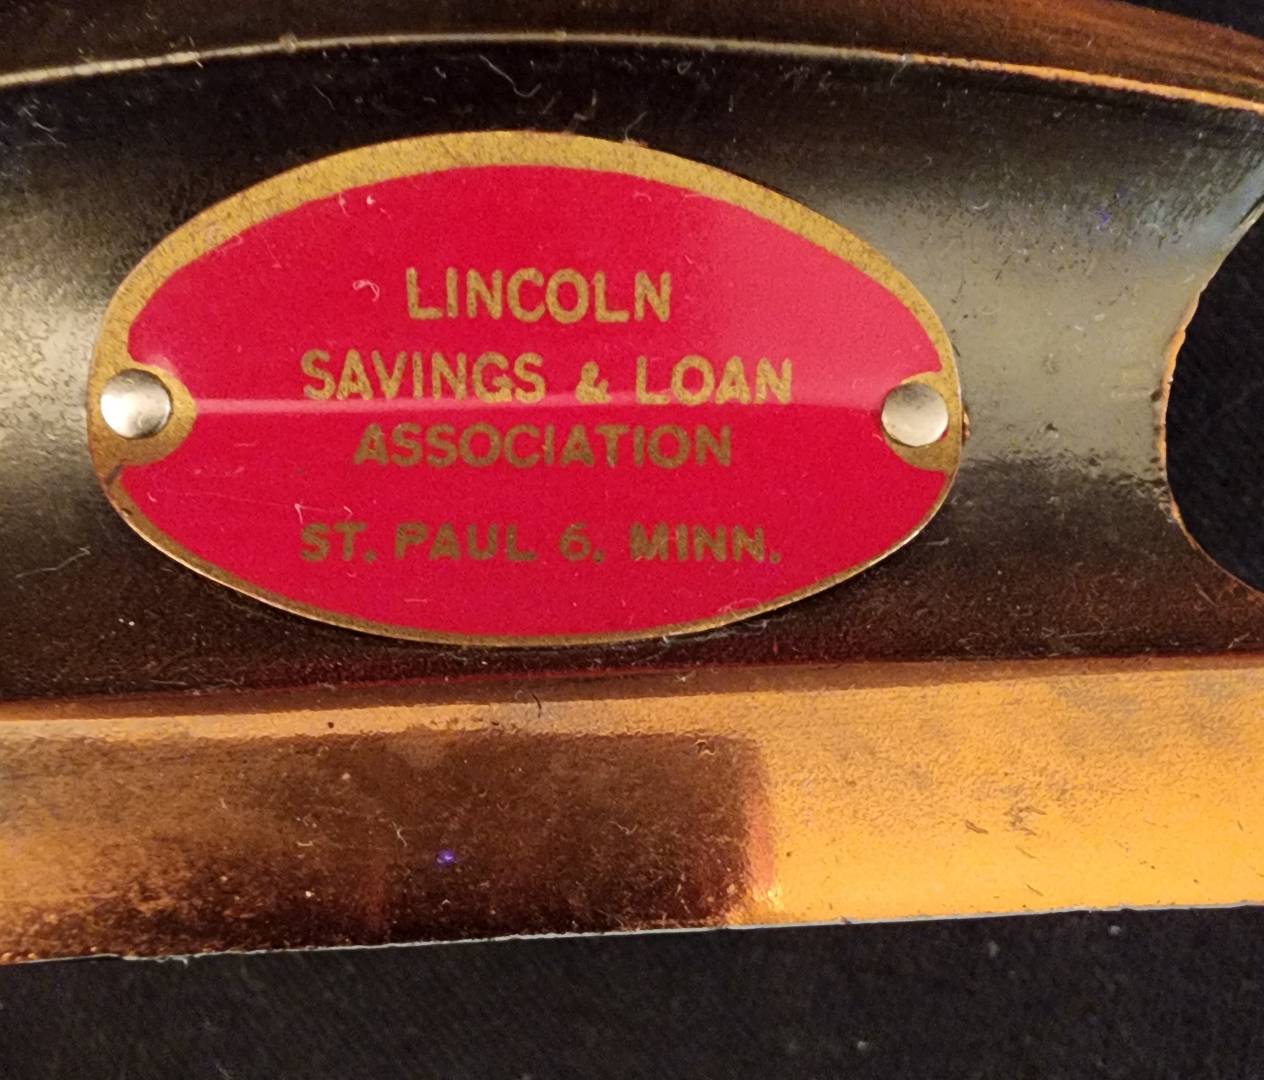 LINCOLN
SAVINGS & LOAN
ASSOCIATION
ST. PAUL 6, MINN.